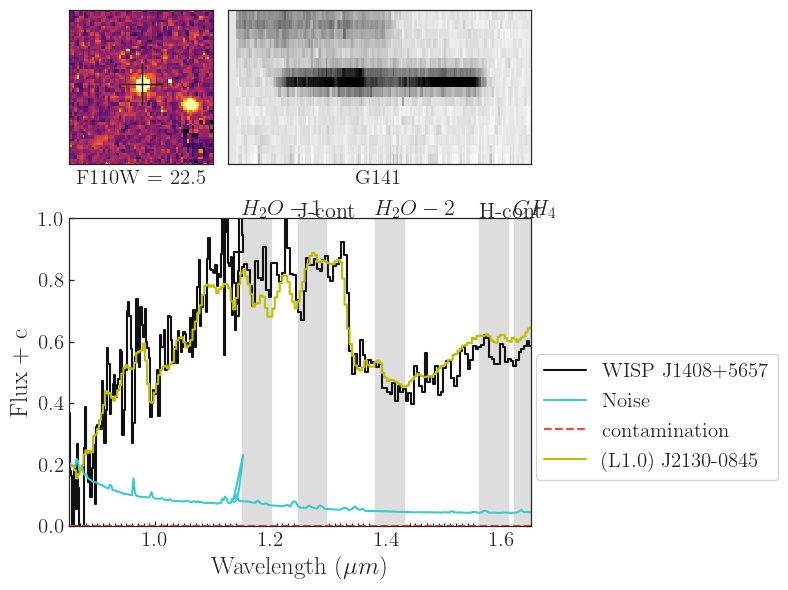 F110W = 22.5
G141
H₂O − 1
J-cont
H₂O − 2
H-cont
CH₄
1.0
0.8
0.6
0.4
0.2
0.0
Flux + c
1.0
1.2
1.4
1.6
Wavelength (μm)
WISP J1408+5657
Noise
contamination
(L1.0) J2130-0845